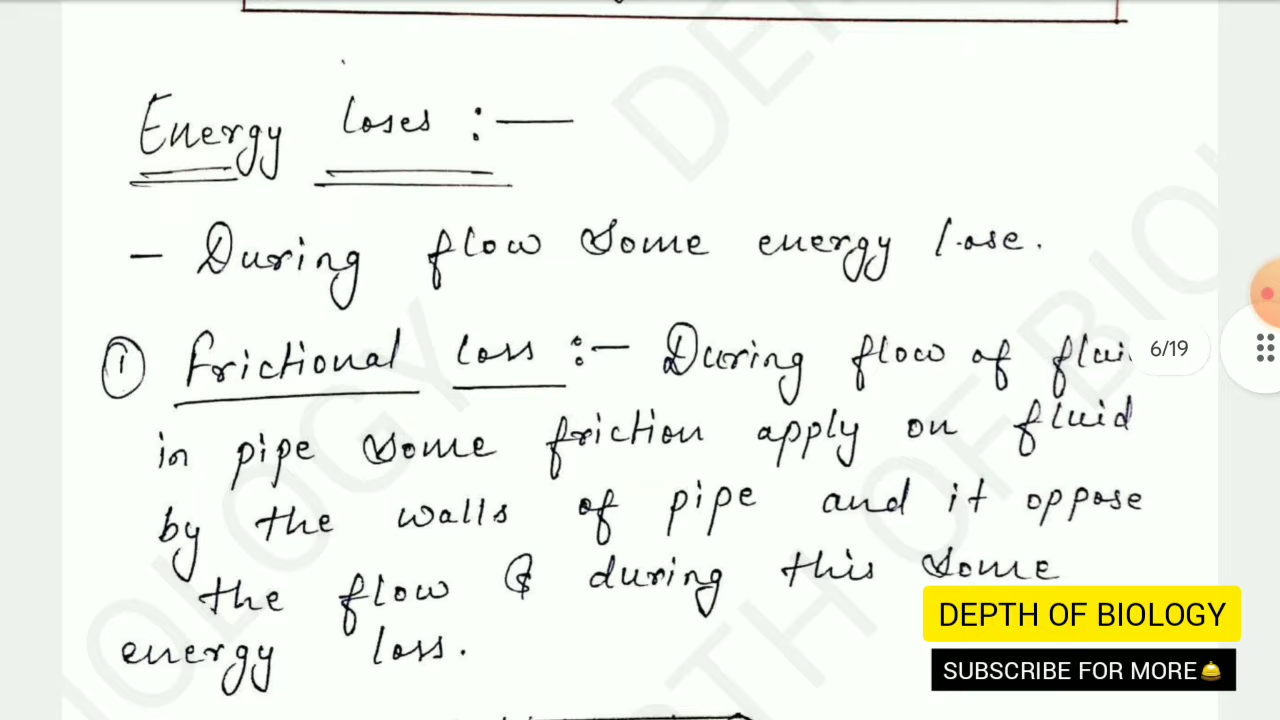 Energy loses :—
- During flow some energy lose.
① Frictional loss :- During flow of flui
6/19
in pipe some friction apply on fluid
by the walls of pipe and it oppose
the flow & during this some
energy loss.
DEPTH OF BIOLOGY
SUBSCRIBE FOR MORE